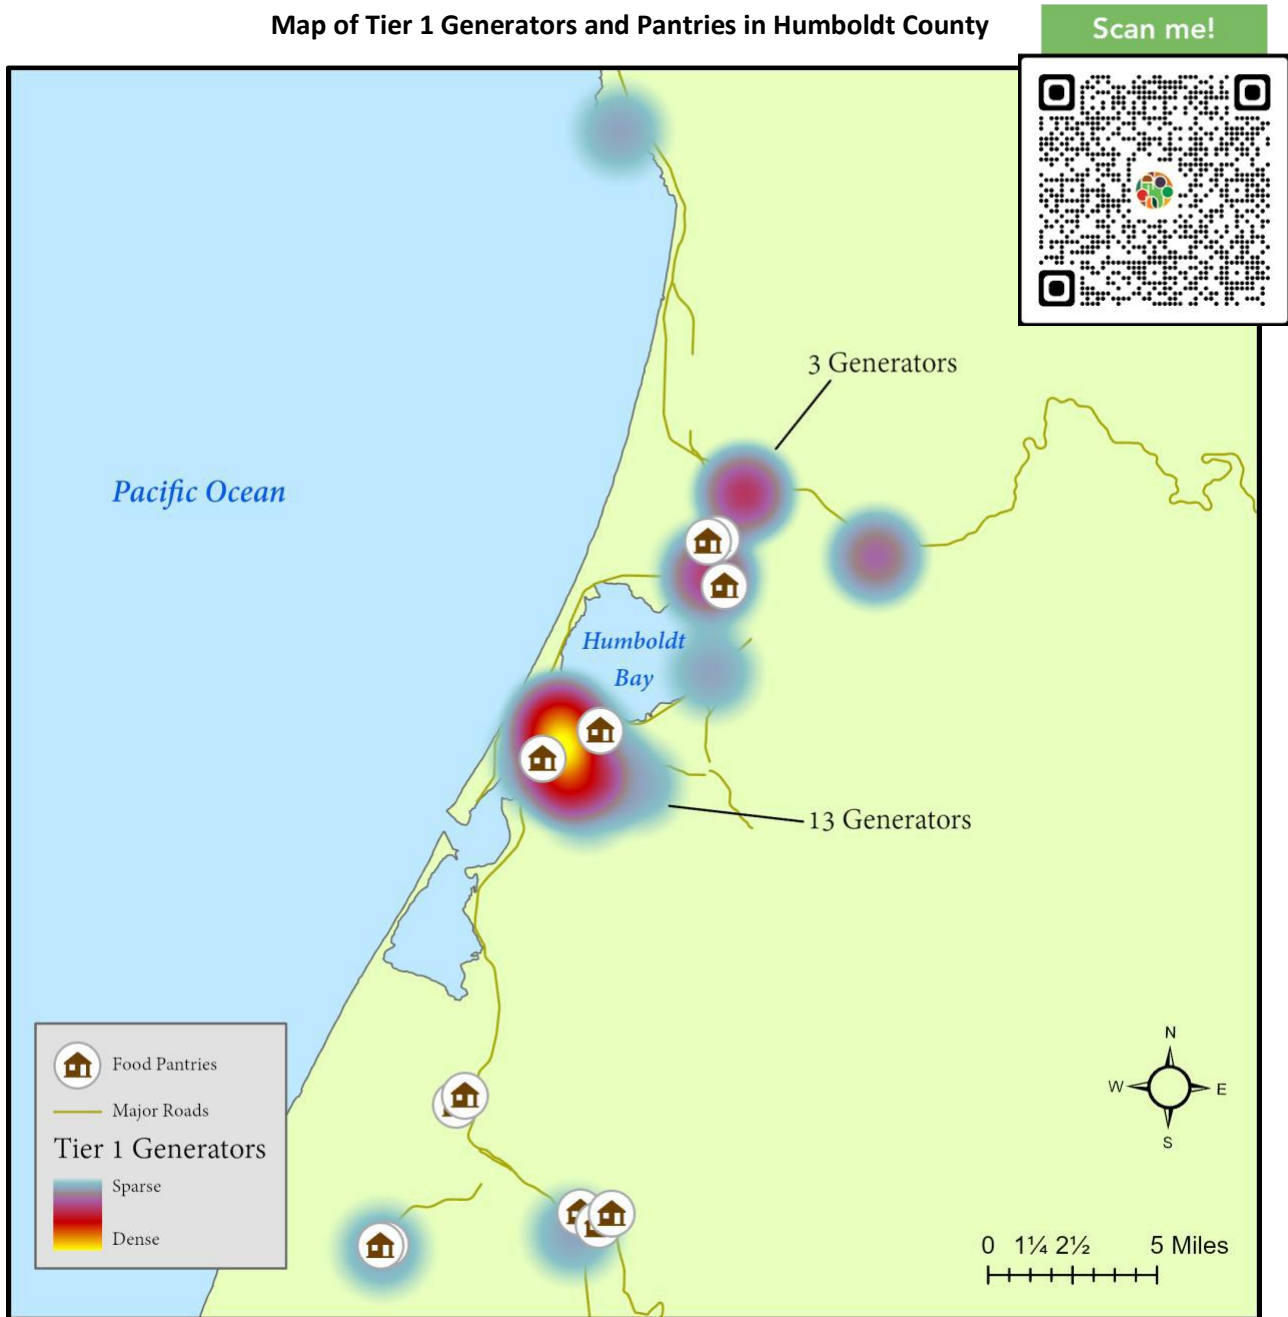 Map of Tier 1 Generators and Pantries in Humboldt County
Scan me!
3 Generators
Pacific Ocean
Humboldt
Bay
13 Generators
Food Pantries
Major Roads
Tier 1 Generators
Sparse
Dense
N
W E
S
0 1¼ 2½ 5 Miles